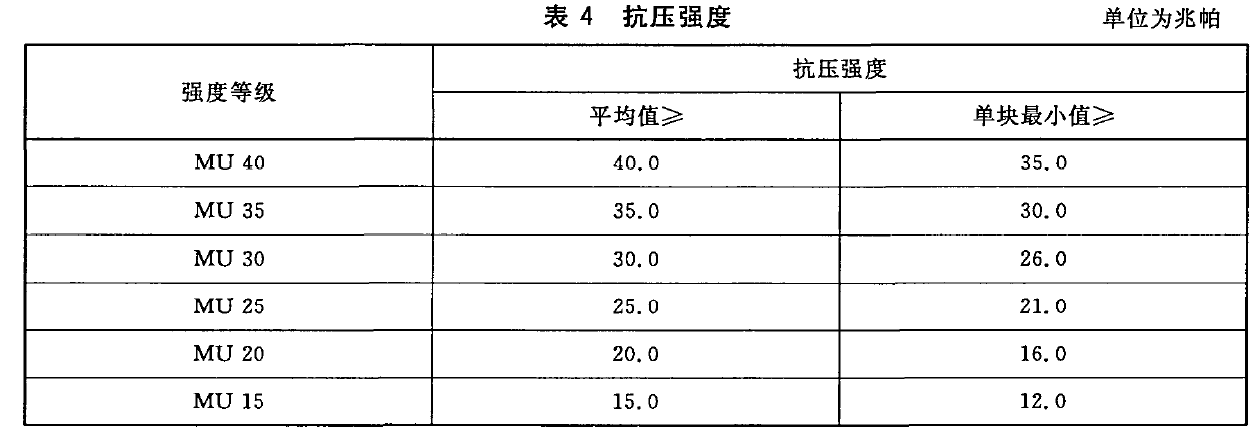 表 4 抗压强度 单位为兆帕
强度等级 抗压强度
平均值≥ 单块最小值≥
MU 40 40.0 35.0
MU 35 35.0 30.0
MU 30 30.0 26.0
MU 25 25.0 21.0
MU 20 20.0 16.0
MU 15 15.0 12.0